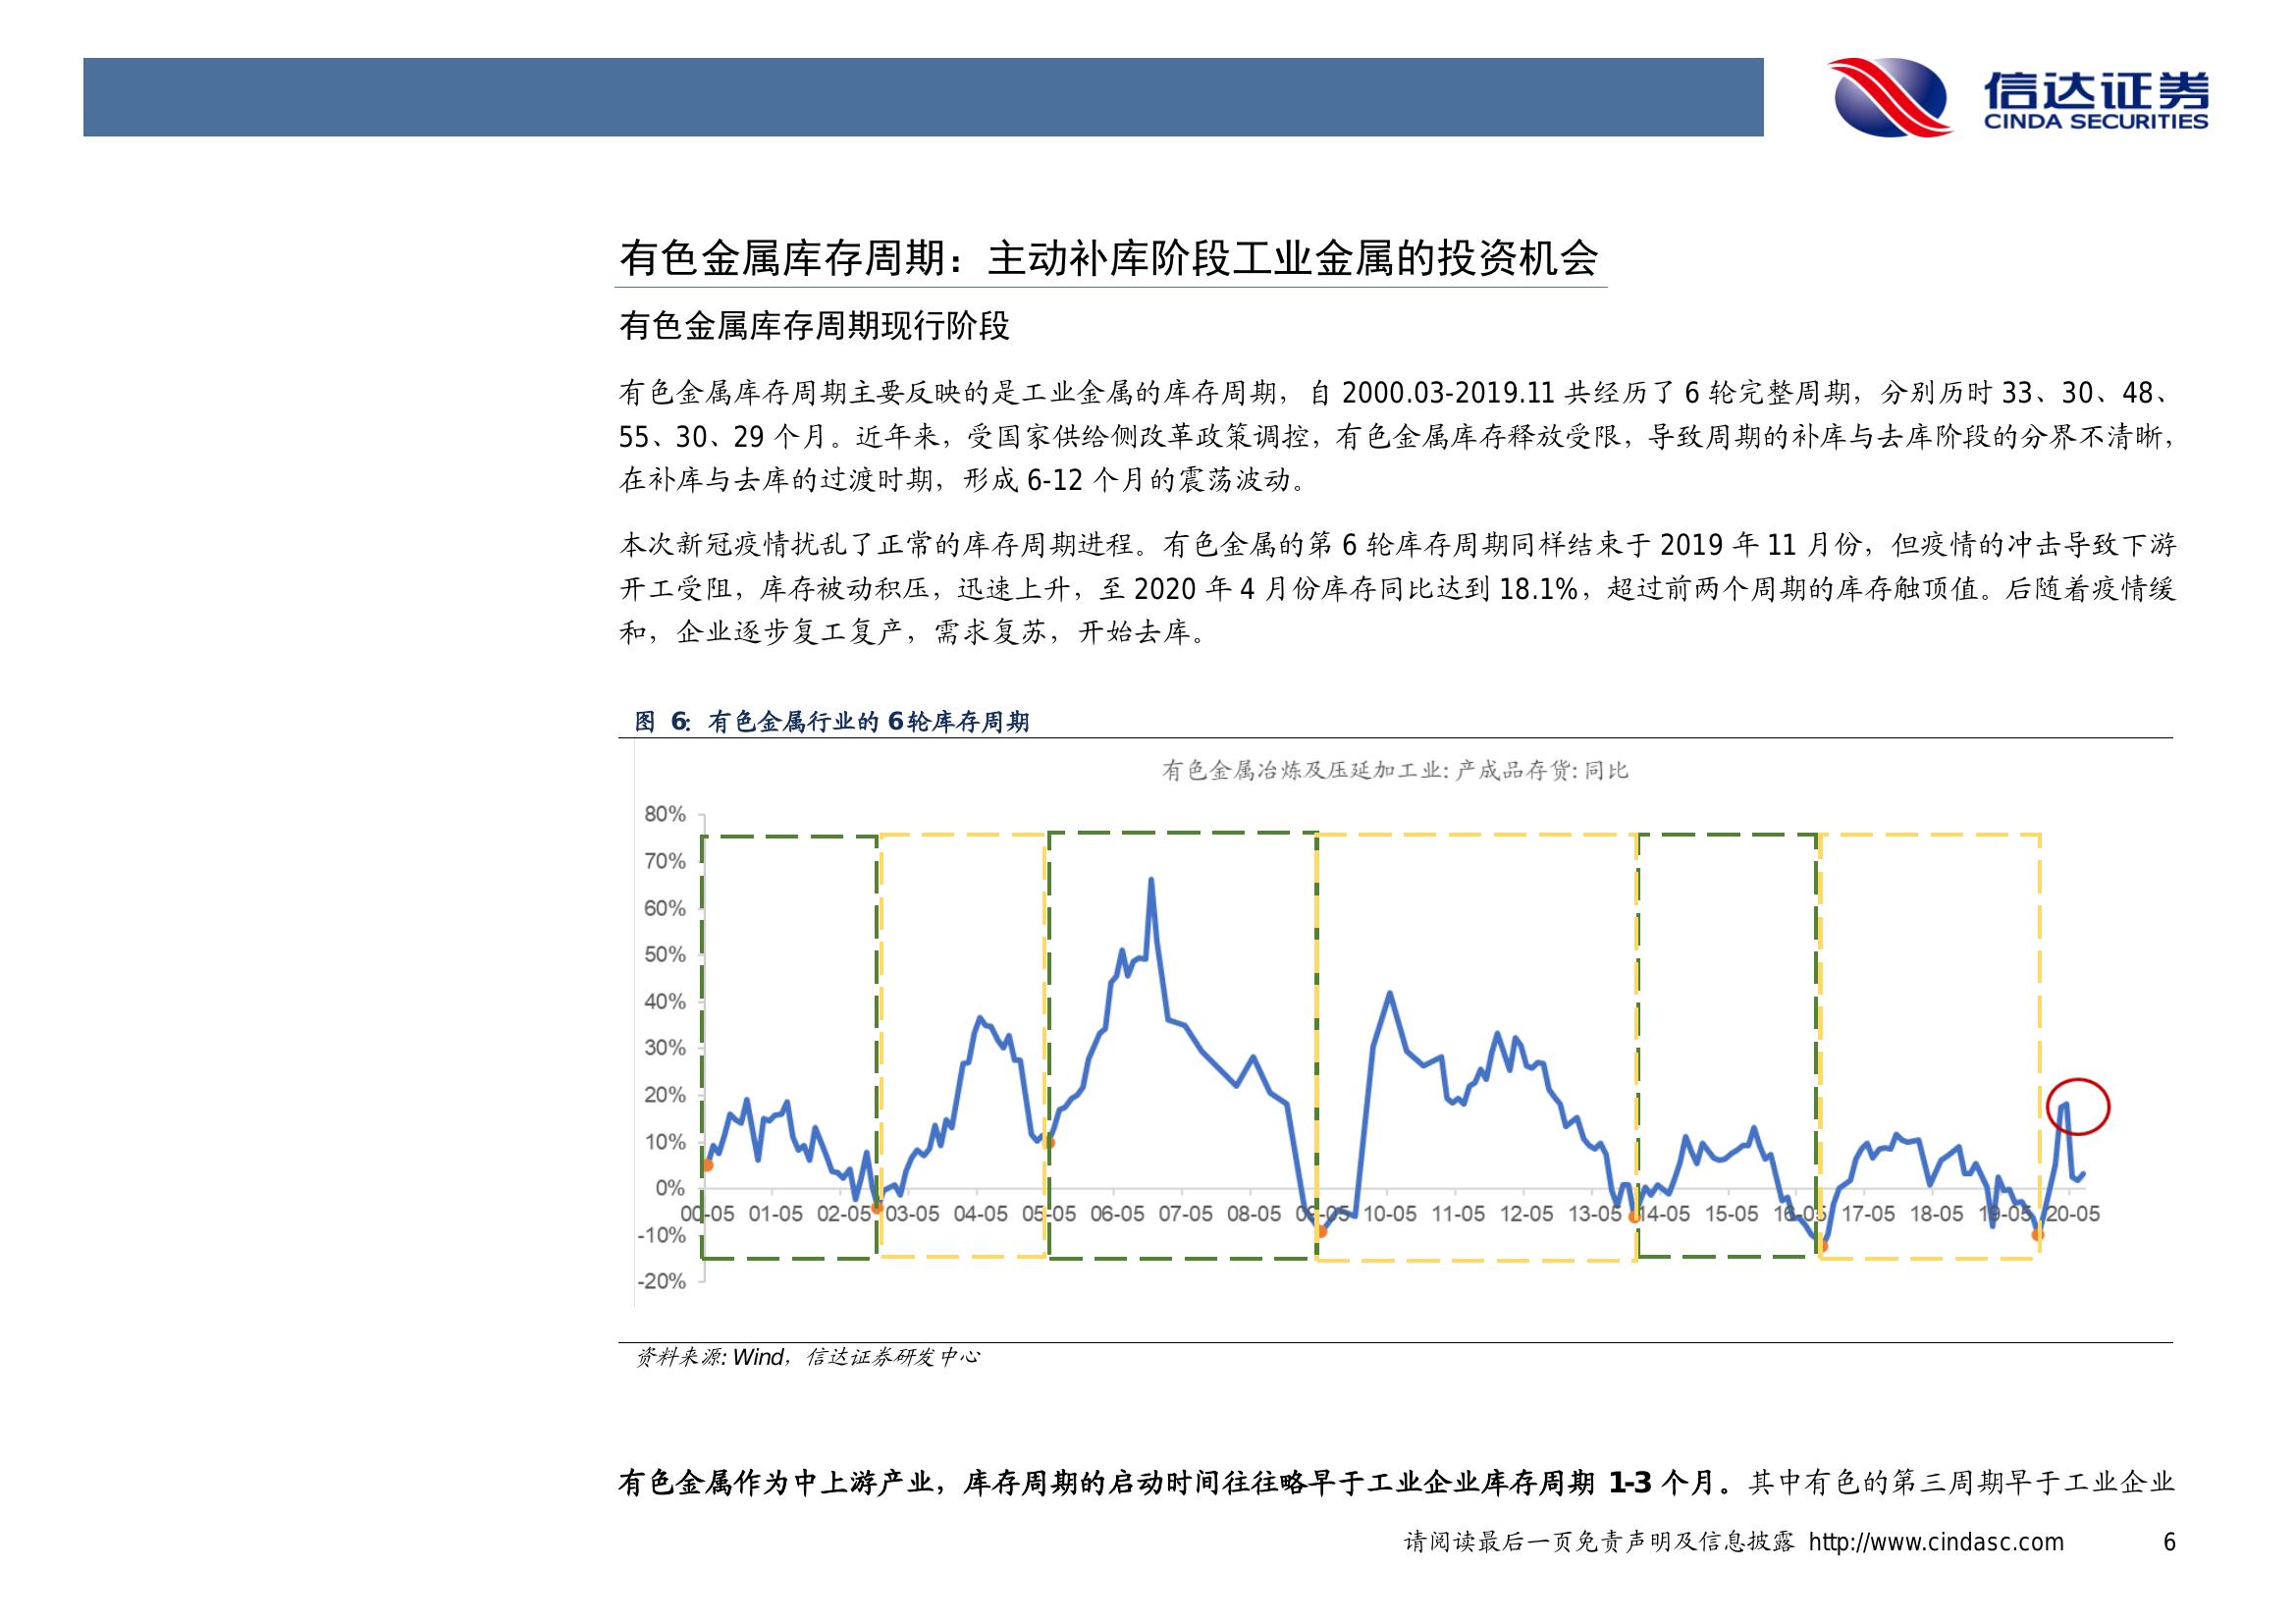 信达证券
CINDA SECURITIES
有色金属库存周期：主动补库阶段工业金属的投资机会
有色金属库存周期现行阶段
有色金属库存周期主要反映的是工业金属的库存周期，自 2000.03-2019.11 共经历了 6 轮完整周期，分别历时 33、30、48、
55、30、29 个月。近年来，受国家供给侧改革政策调控，有色金属库存释放受限，导致周期的补库与去库阶段的分界不清晰，
在补库与去库的过渡时期，形成 6-12 个月的震荡波动。
本次新冠疫情扰乱了正常的库存周期进程。有色金属的第 6 轮库存周期同样结束于 2019 年 11 月份，但疫情的冲击导致下游
开工受阻，库存被动积压，迅速上升，至 2020 年 4 月份库存同比达到 18.1%，超过前两个周期的库存触顶值。后随着疫情缓
和，企业逐步复工复产，需求复苏，开始去库。
图 6：有色金属行业的 6 轮库存周期
有色金属冶炼及压延加工业:产成品存货:同比
80%
70%
60%
50%
40%
30%
20%
10%
0%
00-05 01-05 02-05 03-05 04-05 05-05 06-05 07-05 08-05 09-05 10-05 11-05 12-05 13-05 14-05 15-05 16-05 17-05 18-05 19-05 20-05
-10%
-20%
资料来源: Wind，信达证券研发中心
有色金属作为中上游产业，库存周期的启动时间往往略早于工业企业库存周期 1-3 个月。其中有色的第三周期早于工业企业
请阅读最后一页免责声明及信息披露 http://www.cindasc.com 6